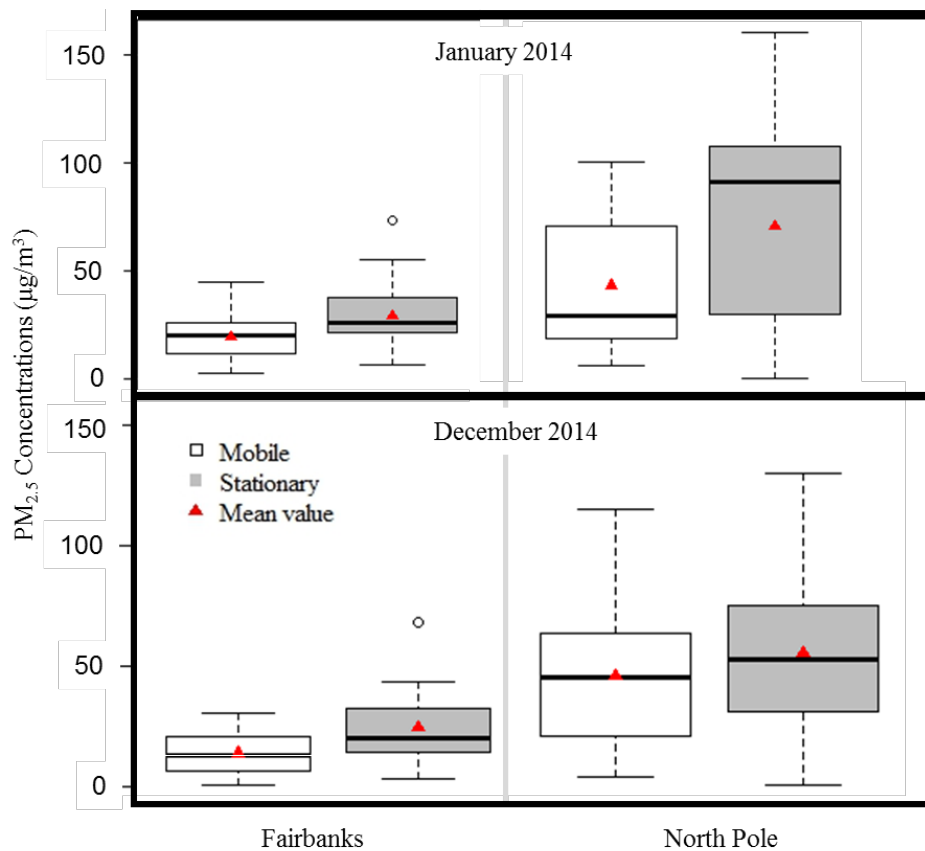 January 2014
150
100
50
0
PM2.5 Concentrations (µg/m³)
December 2014
Mobile
Stationary
Mean value
150
100
50
0
Fairbanks
North Pole